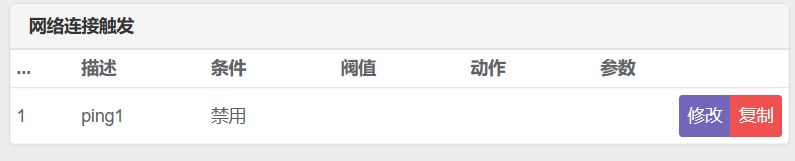 网络连接触发
... 描述 条件 阀值 动作 参数
1 ping1 禁用 修改 复制